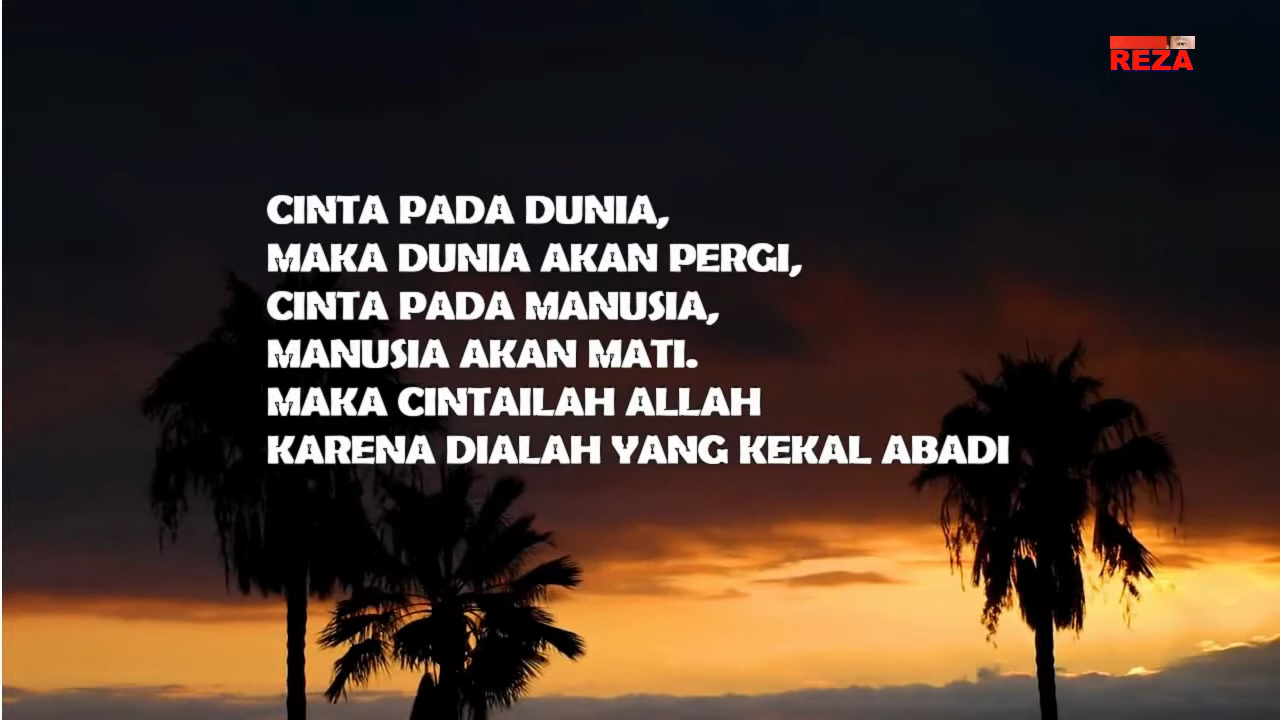 REZA
CINTA PADA DUNIA,
MAKA DUNIA AKAN PERGI,
CINTA PADA MANUSIA,
MANUSIA AKAN MATI.
MAKA CINTAILAH ALLAH
KARENA DIALAH YANG KEKAL ABADI